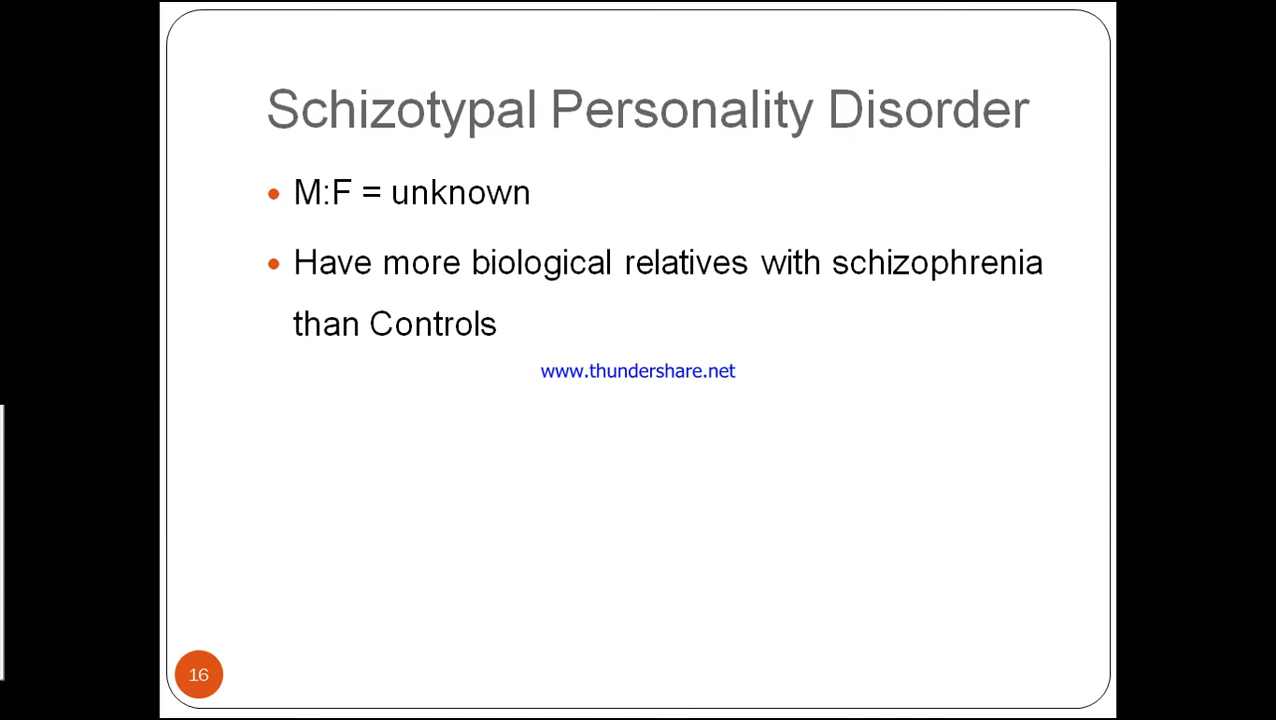 Schizotypal Personality Disorder
• M:F = unknown
• Have more biological relatives with schizophrenia
than Controls
www.thundershare.net
16